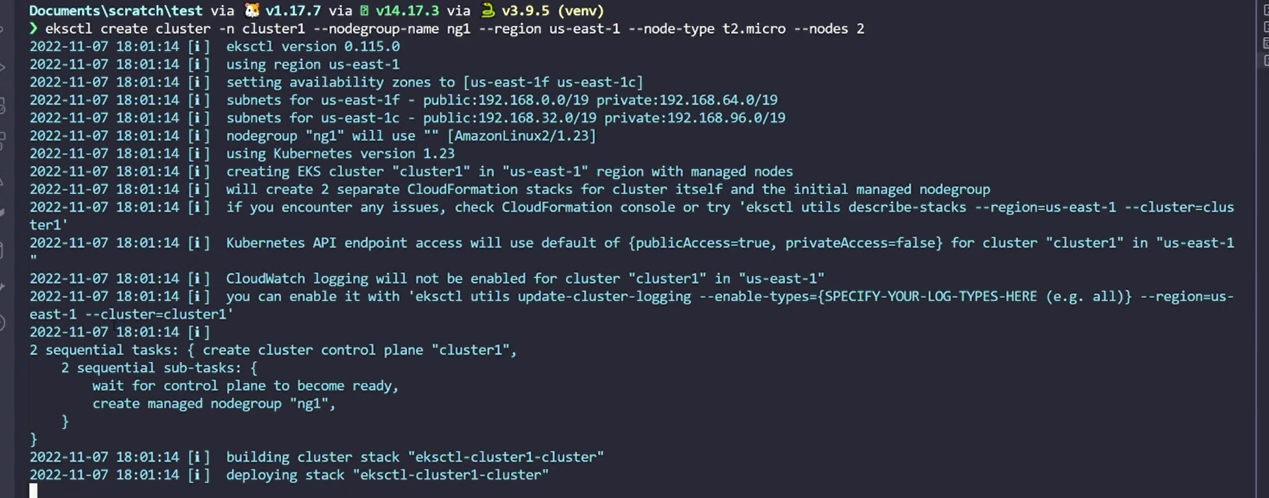 Documents\scratch\test via 🐹 v1.17.7 via  v14.17.3 via 🐍 v3.9.5 (venv)
❯ eksctl create cluster -n cluster1 --nodegroup-name ng1 --region us-east-1 --node-type t2.micro --nodes 2
2022-11-07 18:01:14 [ℹ]  eksctl version 0.115.0
2022-11-07 18:01:14 [ℹ]  using region us-east-1
2022-11-07 18:01:14 [ℹ]  setting availability zones to [us-east-1f us-east-1c]
2022-11-07 18:01:14 [ℹ]  subnets for us-east-1f - public:192.168.0.0/19 private:192.168.64.0/19
2022-11-07 18:01:14 [ℹ]  subnets for us-east-1c - public:192.168.32.0/19 private:192.168.96.0/19
2022-11-07 18:01:14 [ℹ]  nodegroup "ng1" will use "" [AmazonLinux2/1.23]
2022-11-07 18:01:14 [ℹ]  using Kubernetes version 1.23
2022-11-07 18:01:14 [ℹ]  creating EKS cluster "cluster1" in "us-east-1" region with managed nodes
2022-11-07 18:01:14 [ℹ]  will create 2 separate CloudFormation stacks for cluster itself and the initial managed nodegroup
2022-11-07 18:01:14 [ℹ]  if you encounter any issues, check CloudFormation console or try 'eksctl utils describe-stacks --region=us-east-1 --cluster=clus
ter1'
2022-11-07 18:01:14 [ℹ]  Kubernetes API endpoint access will use default of {publicAccess=true, privateAccess=false} for cluster "cluster1" in "us-east-1
"
2022-11-07 18:01:14 [ℹ]  CloudWatch logging will not be enabled for cluster "cluster1" in "us-east-1"
2022-11-07 18:01:14 [ℹ]  you can enable it with 'eksctl utils update-cluster-logging --enable-types={SPECIFY-YOUR-LOG-TYPES-HERE (e.g. all)} --region=us-
east-1 --cluster=cluster1'
2022-11-07 18:01:14 [ℹ]
2 sequential tasks: { create cluster control plane "cluster1",
    2 sequential sub-tasks: {
        wait for control plane to become ready,
        create managed nodegroup "ng1",
    }
}
2022-11-07 18:01:14 [ℹ]  building cluster stack "eksctl-cluster1-cluster"
2022-11-07 18:01:14 [ℹ]  deploying stack "eksctl-cluster1-cluster"